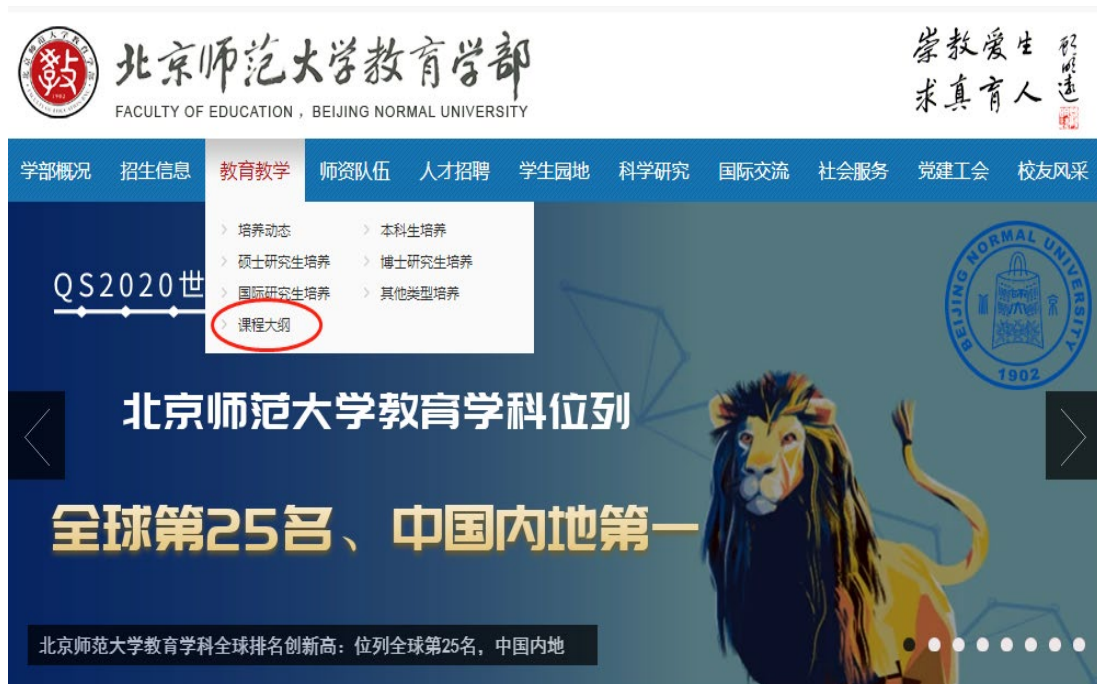 北京师范大学教育学部
FACULTY OF EDUCATION，BEIJING NORMAL UNIVERSITY
崇教爱生
求真育人
顾明远
学部概况 招生信息 教育教学 师资队伍 人才招聘 学生园地 科学研究 国际交流 社会服务 党建工会 校友风采
培养动态 本科生培养
硕士研究生培养 博士研究生培养
国际研究生培养 其他类型培养
课程大纲
QS2020世
BEIJING NORMAL UNIVERSITY
1902
北京师范大学教育学科位列
全球第25名、中国内地第一
北京师范大学教育学科全球排名创新高：位列全球第25名，中国内地